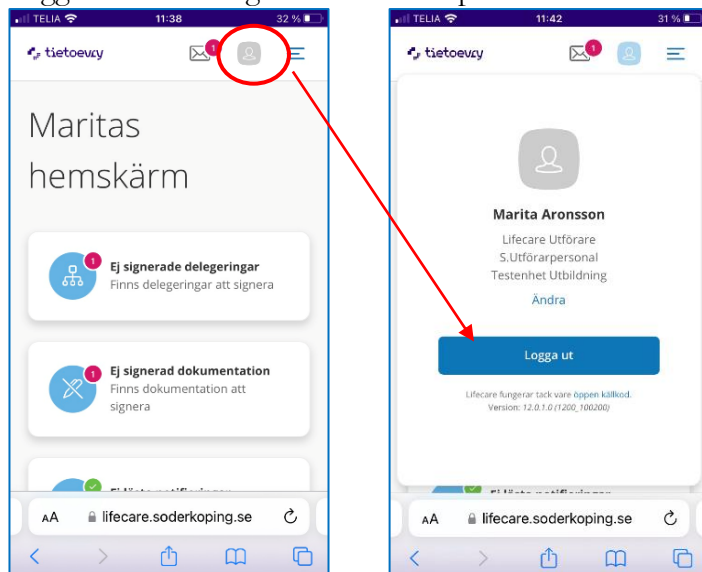 TELIA 11:38 32 %
tietoevry 1
Maritas
hemskärm
1
Ej signerade delegeringar
Finns delegeringar att signera
1
Ej signerad dokumentation
Finns dokumentation att
signera
AA lifecare.soderkoping.se
TELIA 11:42 31 %
tietoevry 1
Marita Aronsson
Lifecare Utförare
S.Utförarpersonal
Testenhet Utbildning
Ändra
Logga ut
Lifecare fungerar tack vare öppen källkod.
Version: 12.0.1.0 (1200_100200)
AA lifecare.soderkoping.se